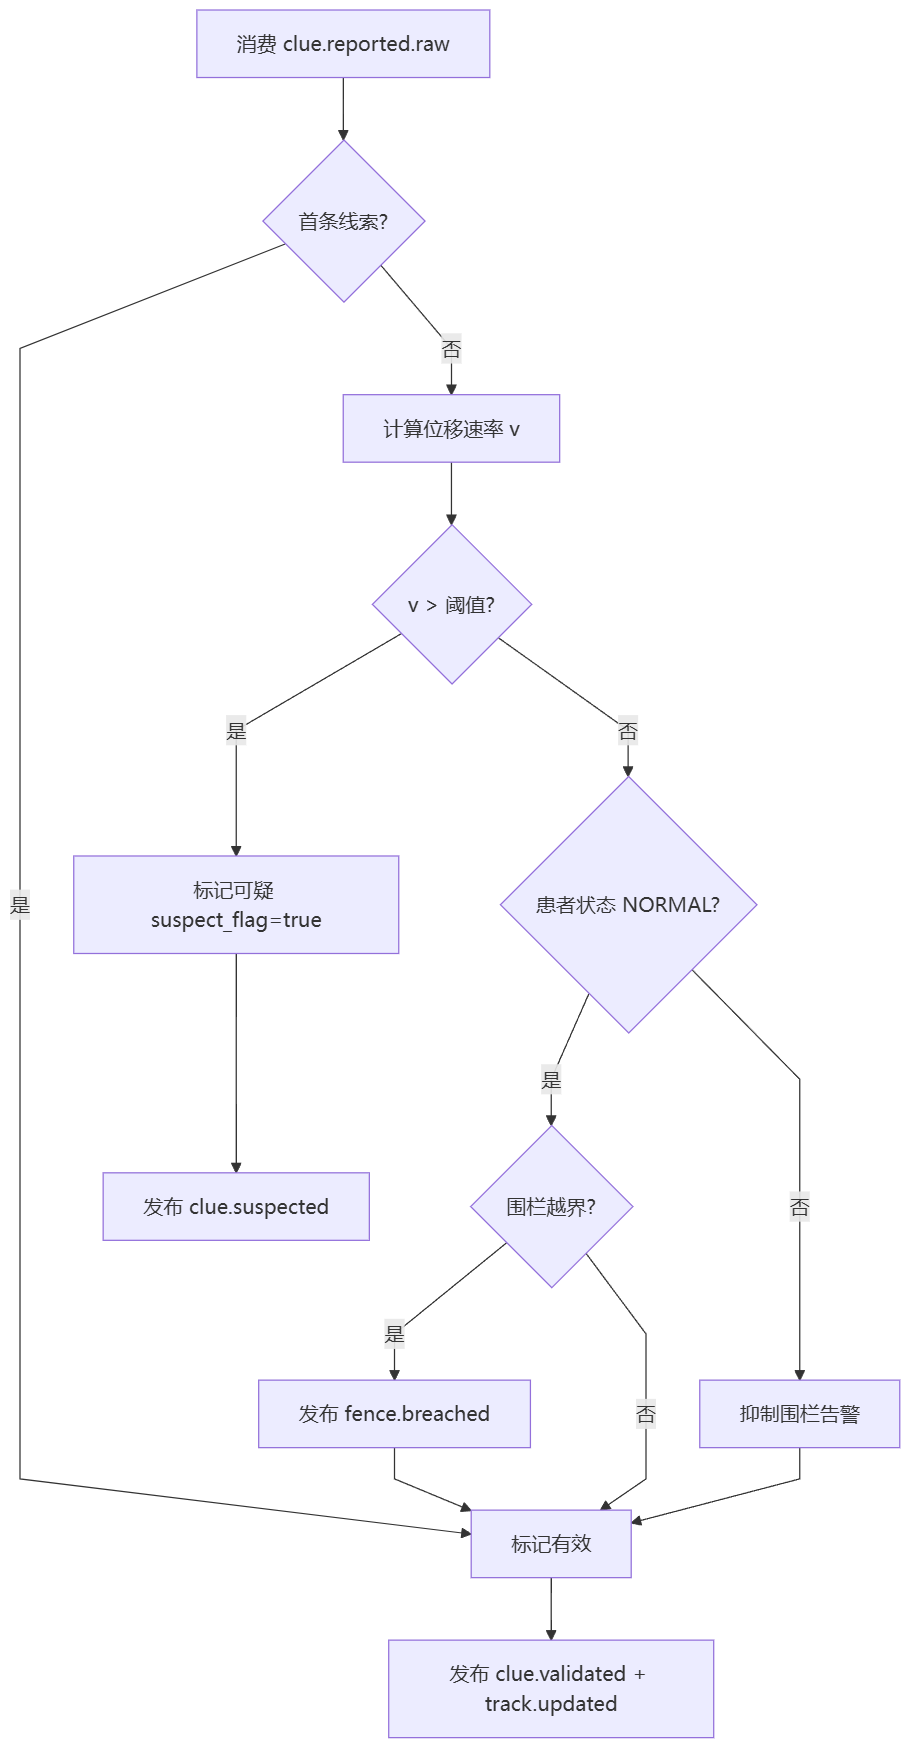 消费 clue.reported.raw
首条线索?
否
计算位移速率 v
v > 阈值?
是
否
标记可疑
suspect_flag=true
是
患者状态 NORMAL?
是
发布 clue.suspected
围栏越界?
否
是
发布 fence.breached
否
抑制围栏告警
标记有效
发布 clue.validated +
track.updated